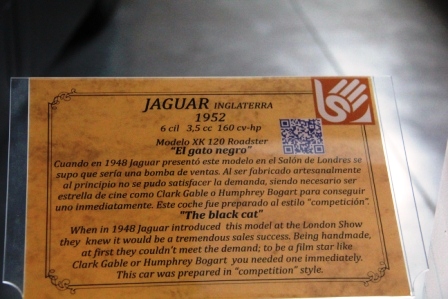 JAGUAR INGLATERRA
1952
6 cil 3,5 cc 160 cv-hp
Modelo XK 120 Roadster
"El gato negro"
Cuando en 1948 Jaguar presentó este modelo en el Salón de Londres se
supo que sería una bomba de ventas. Al ser fabricado artesanalmente
al principio no se pudo satisfacer la demanda, siendo necesario ser
estrella de cine como Clark Gable o Humphrey Bogart para conseguir
uno immediatamente. Este coche fue preparado al estilo "competición".
"The black cat"
When in 1948 Jaguar introduced this model at the London Show
they knew it would be a tremendous sales success. Being handmade,
at first they couldn't meet the demand; to be a film star like
Clark Gable or Humphrey Bogart you needed one immediately.
This car was prepared in "competition" style.